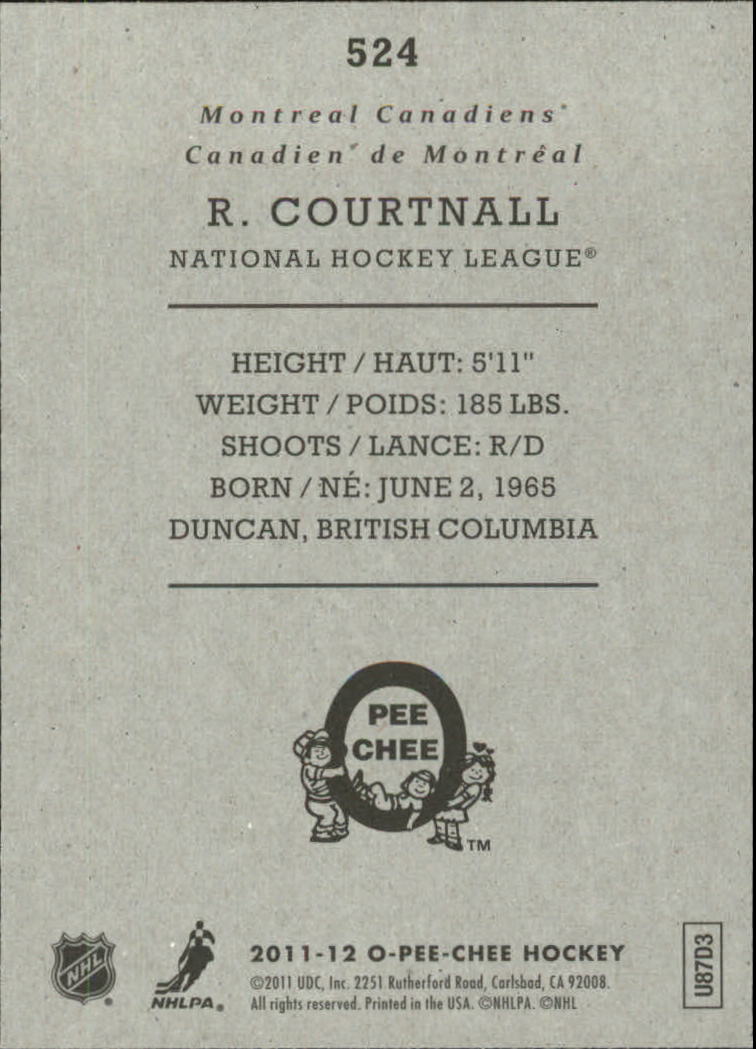 524
Montreal Canadiens®
Canadien® de Montréal
R. COURTNALL
NATIONAL HOCKEY LEAGUE®
HEIGHT / HAUT: 5'11"
WEIGHT / POIDS: 185 LBS.
SHOOTS / LANCE: R/D
BORN / NÉ: JUNE 2, 1965
DUNCAN, BRITISH COLUMBIA
O
PEE
CHEE
TM
NHL ®
NHLPA®
2011-12 O-PEE-CHEE HOCKEY
©2011 UDC, Inc. 2251 Rutherford Road, Carlsbad, CA 92008.
All rights reserved. Printed in the USA. ©NHLPA. ©NHL
U87D3